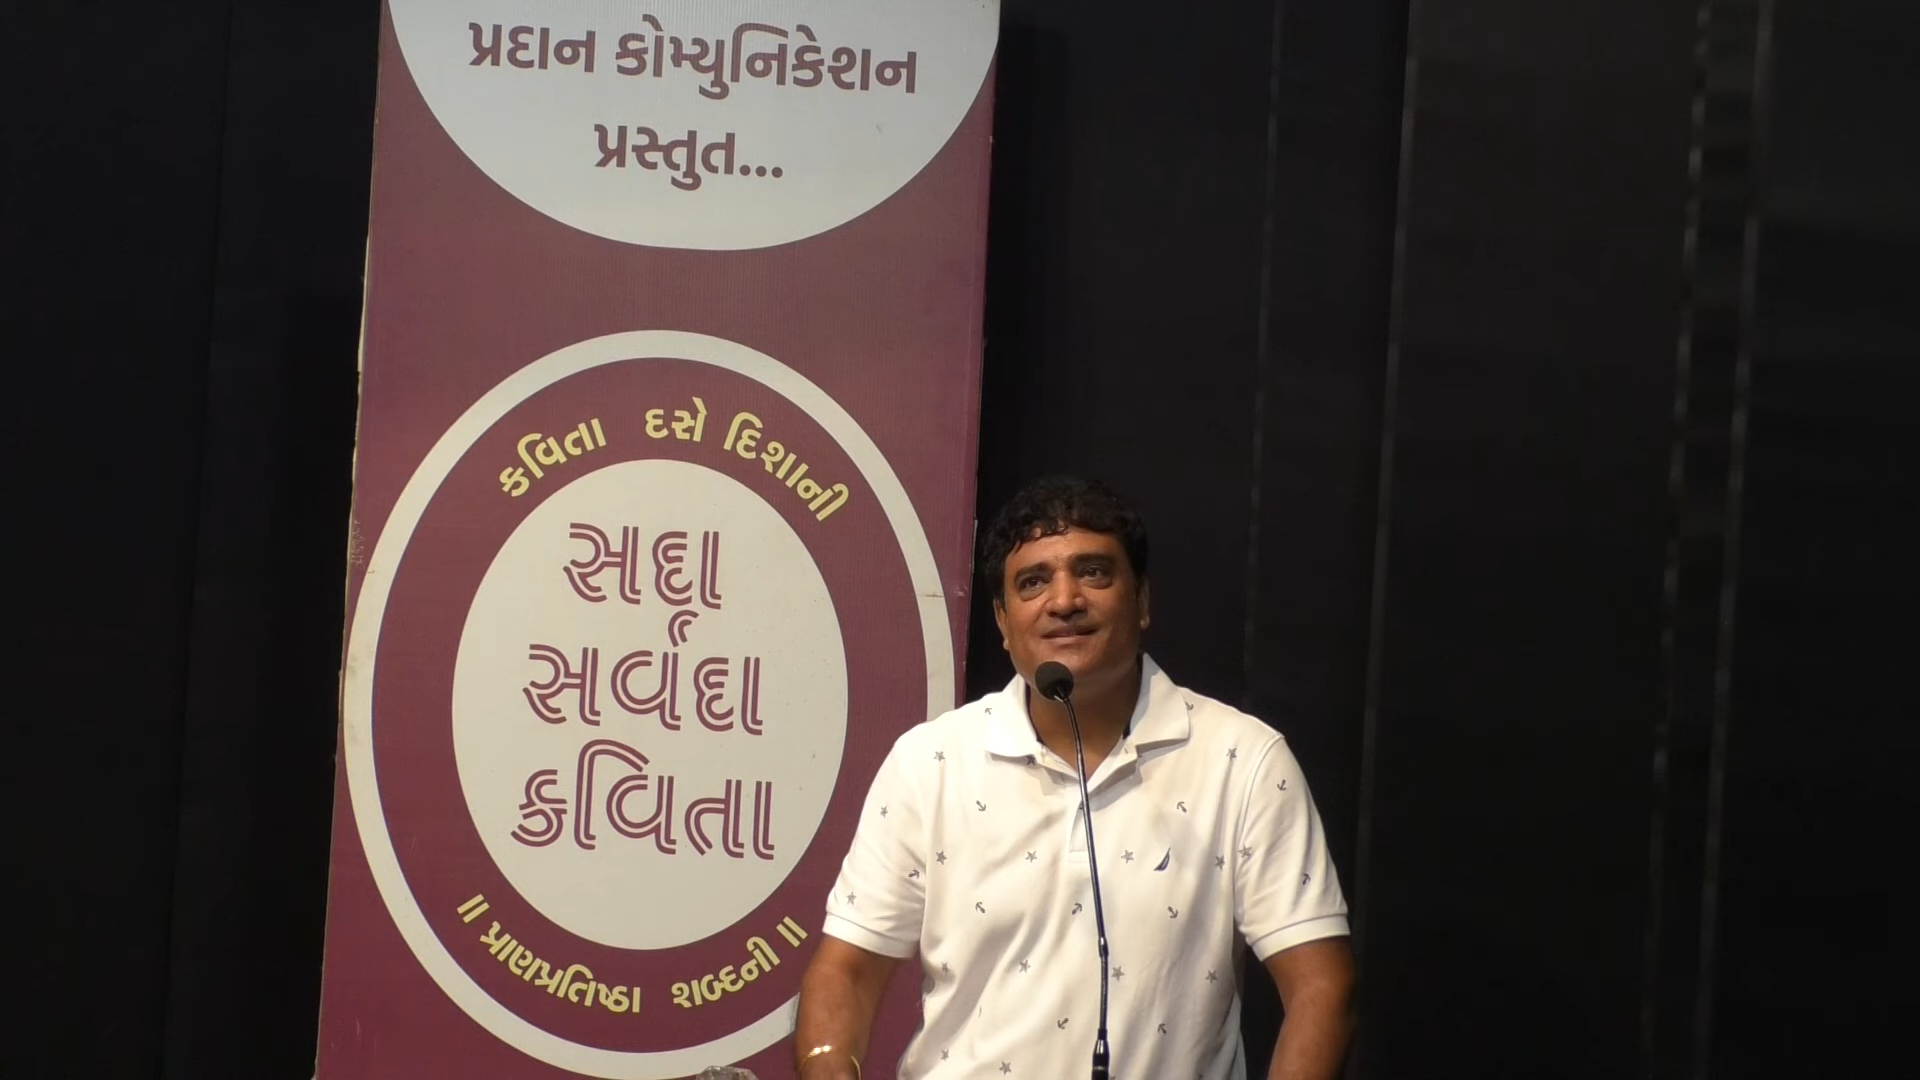 પ્રદાન કોમ્યુનિકેશન
પ્રસ્તુત...
કવિતા દસે દિશાની
સદા
સર્વદા
કવિતા
॥ પ્રાણપ્રતિષ્ઠા શબ્દની ॥